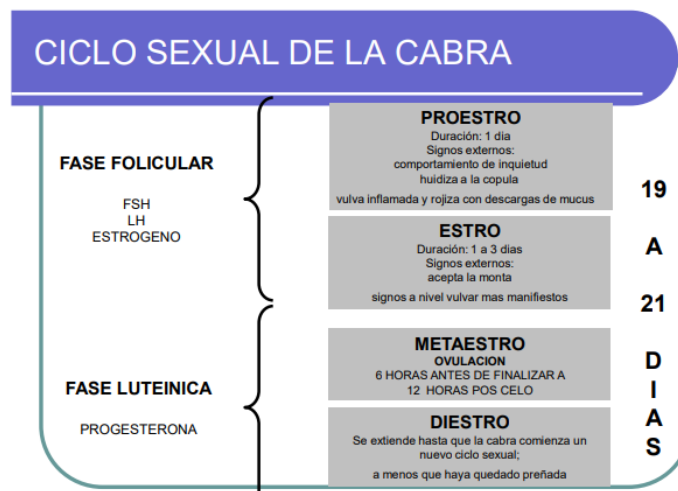 CICLO SEXUAL DE LA CABRA
FASE FOLICULAR
FSH
LH
ESTROGENO
PROESTRO
Duración: 1 dia
Signos externos:
comportamiento de inquietud
huidiza a la copula
vulva inflamada y rojiza con descargas de mucus
ESTRO
Duración: 1 a 3 dias
Signos externos:
acepta la monta
signos a nivel vulvar mas manifiestos
FASE LUTEINICA
PROGESTERONA
METAESTRO
OVULACION
6 HORAS ANTES DE FINALIZAR A
12 HORAS POS CELO
DIESTRO
Se extiende hasta que la cabra comienza un
nuevo ciclo sexual;
a menos que haya quedado preñada
19
A
21
D
I
A
S